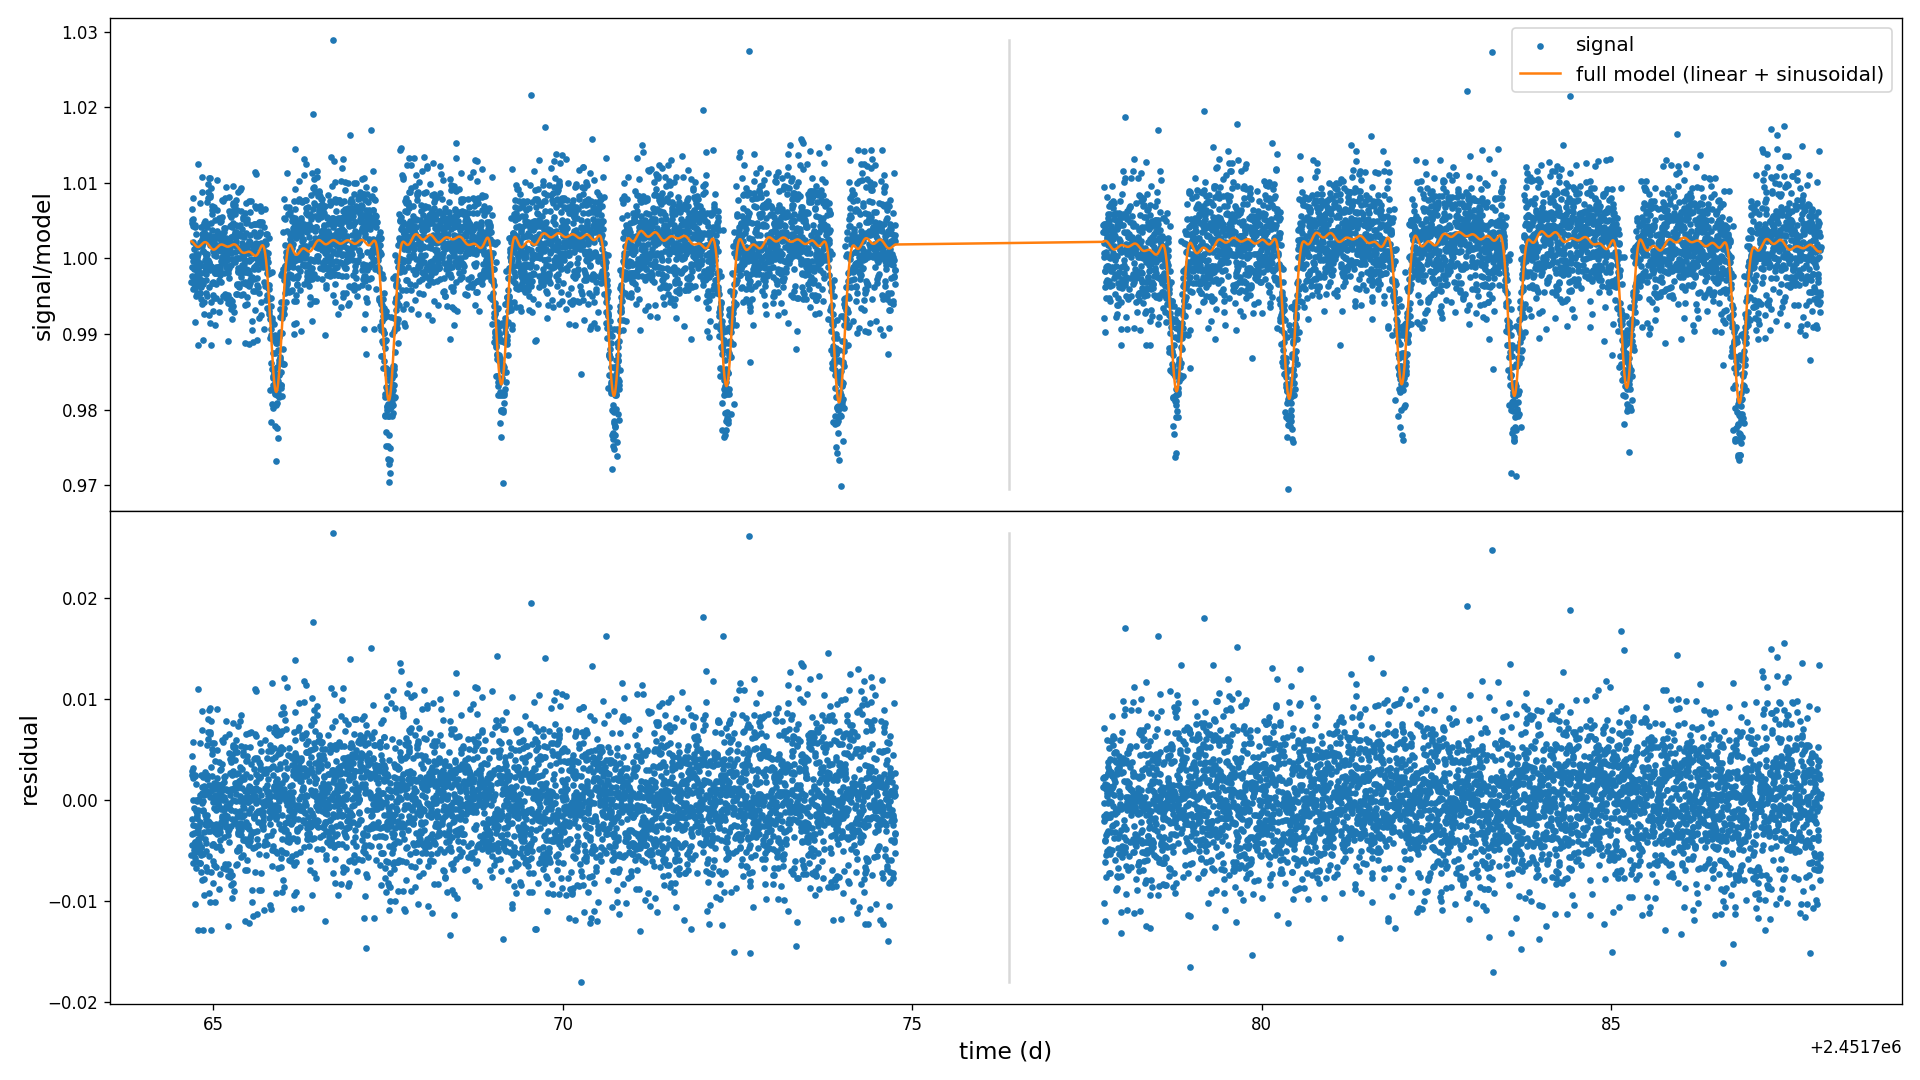 1.03
1.02
1.01
1.00
0.99
0.98
0.97
signal/model
signal
full model (linear + sinusoidal)
0.02
0.01
0.00
−0.01
−0.02
residual
65
70
75
80
85
time (d)
+2.4517e6